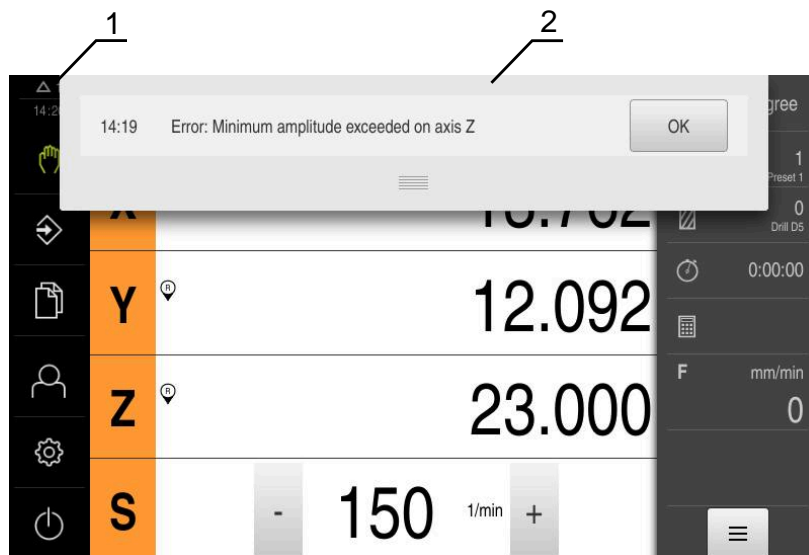 1
2
14:19 Error: Minimum amplitude exceeded on axis Z OK
gree
1
Preset 1
0
Drill D5
0:00:00
Y R 12.092
Z R 23.000
F mm/min
0
S - 150 1/min +